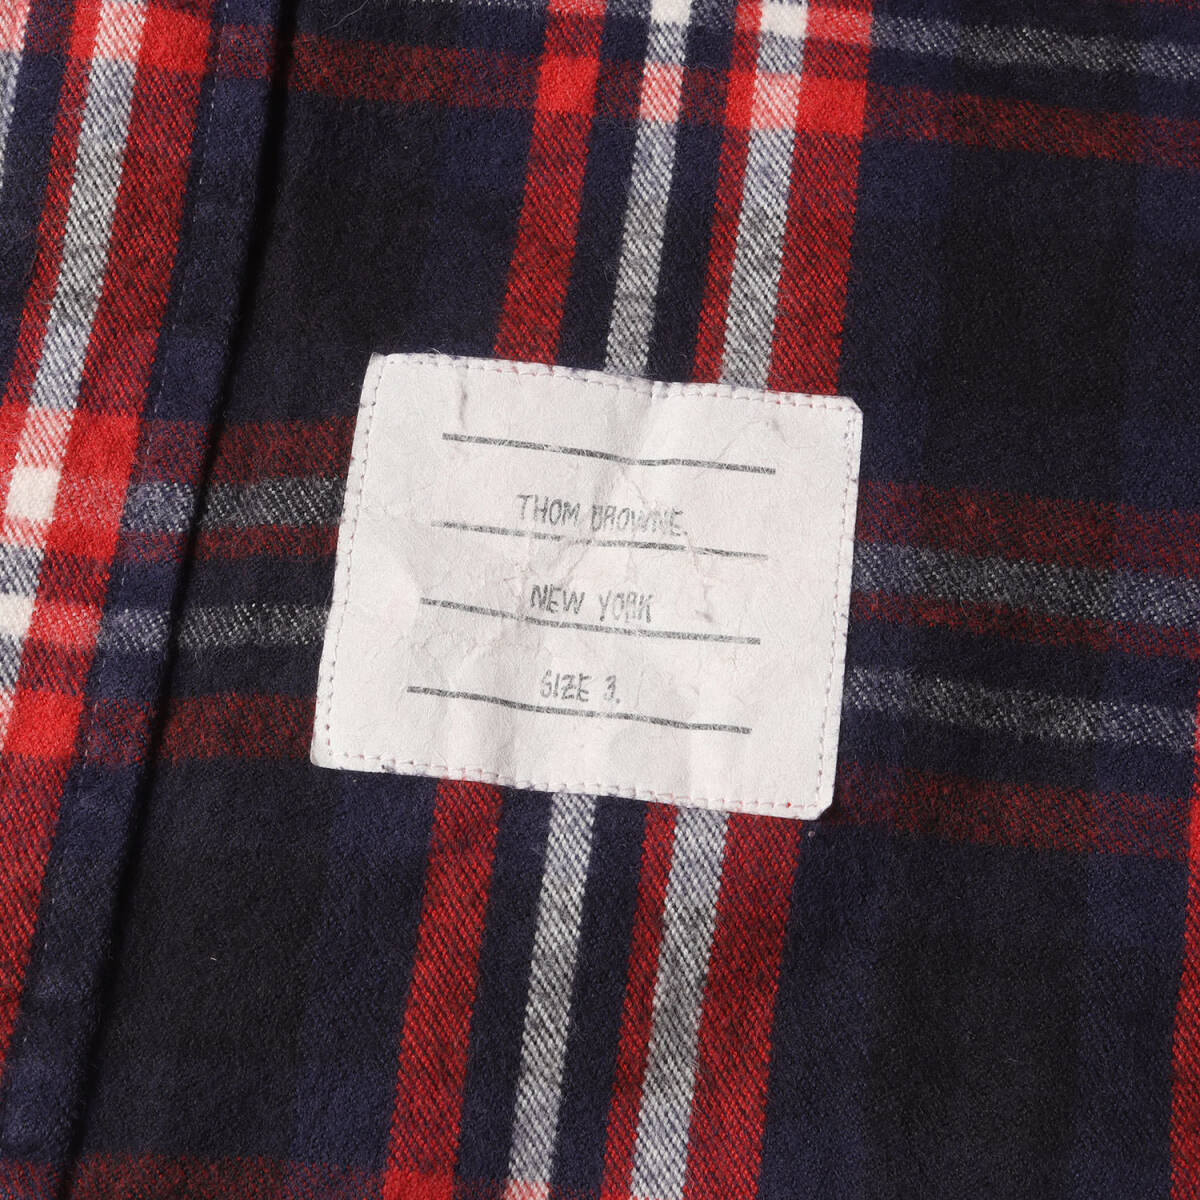 THOM BROWNE.
NEW YORK
SIZE 3.